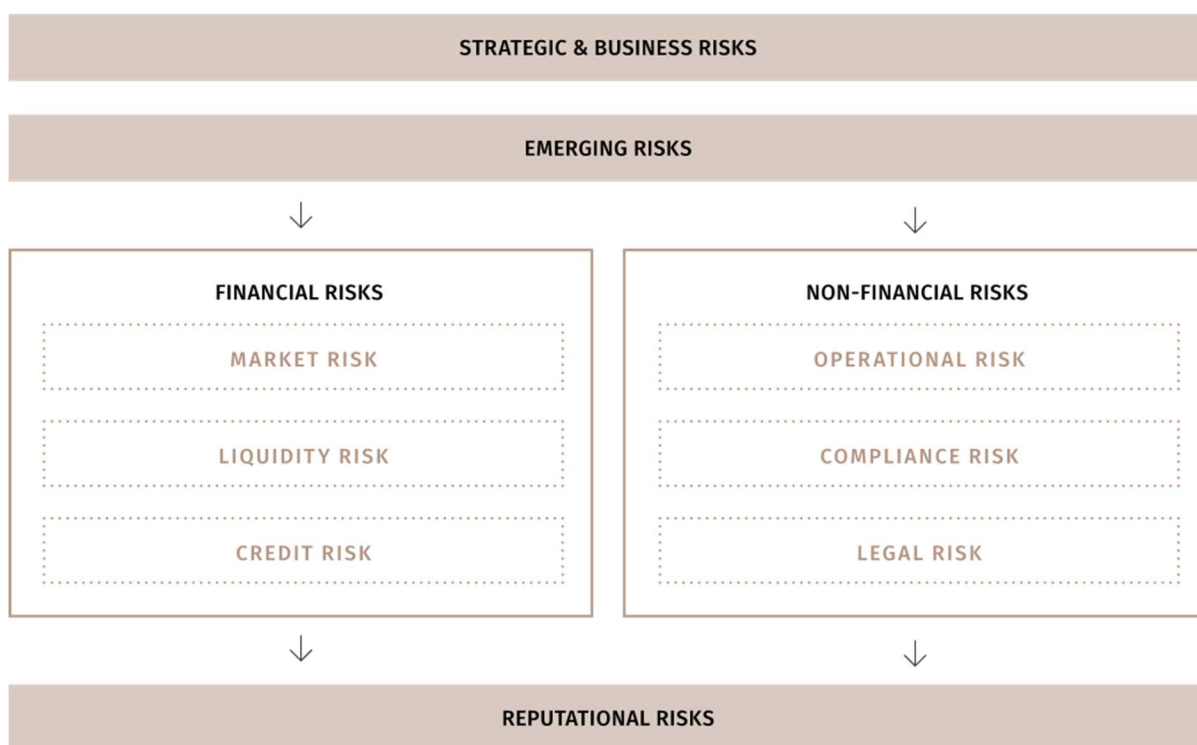 STRATEGIC & BUSINESS RISKS
EMERGING RISKS
FINANCIAL RISKS
MARKET RISK
LIQUIDITY RISK
CREDIT RISK
NON-FINANCIAL RISKS
OPERATIONAL RISK
COMPLIANCE RISK
LEGAL RISK
REPUTATIONAL RISKS